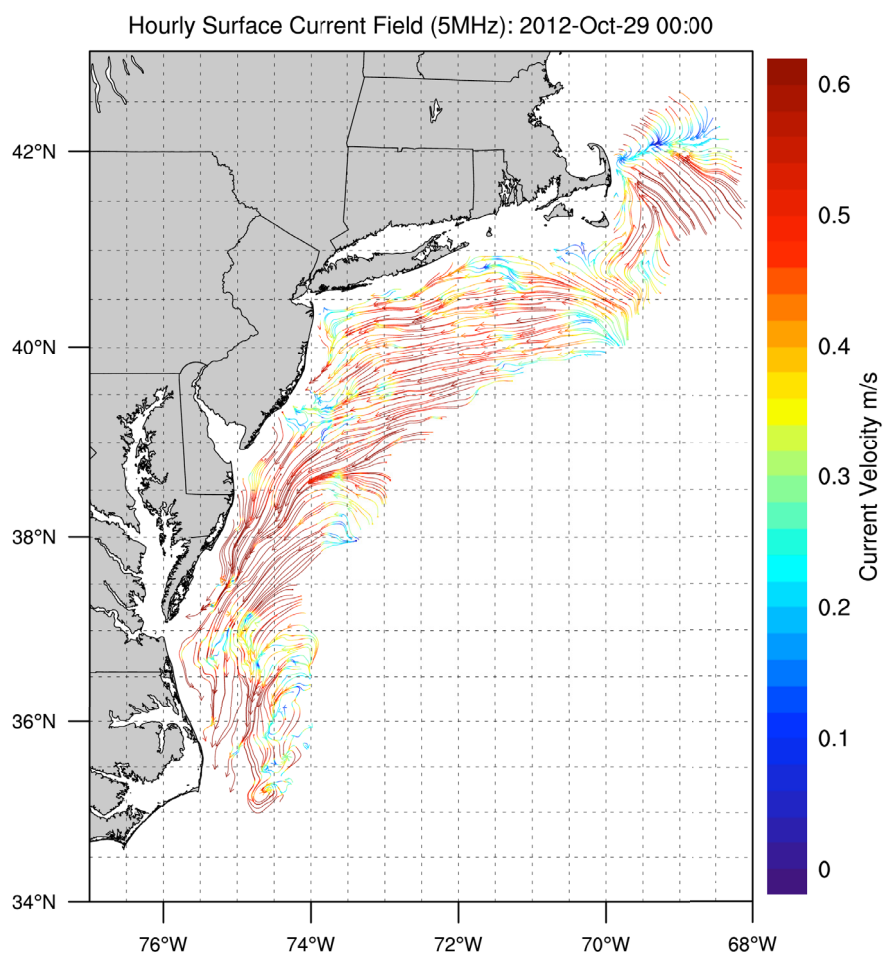 Hourly Surface Current Field (5MHz): 2012-Oct-29 00:00
42°N
40°N
38°N
36°N
34°N
76°W
74°W
72°W
70°W
68°W
0.6
0.5
0.4
0.3
0.2
0.1
0
Current Velocity m/s